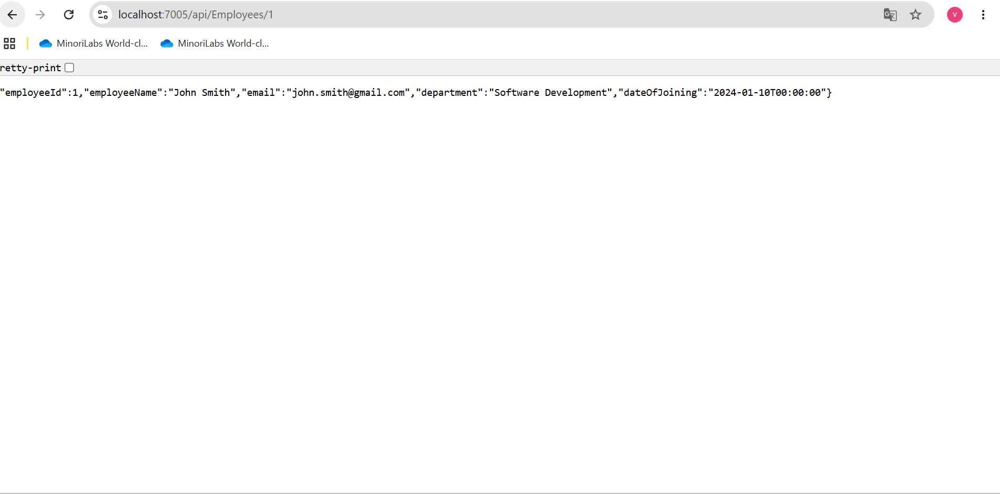 localhost:7005/api/Employees/1
V
MinoriLabs World-cl... MinoriLabs World-cl...
retty-print
"employeeId":1,"employeeName":"John Smith","email":"john.smith@gmail.com","department":"Software Development","dateOfJoining":"2024-01-10T00:00:00"}